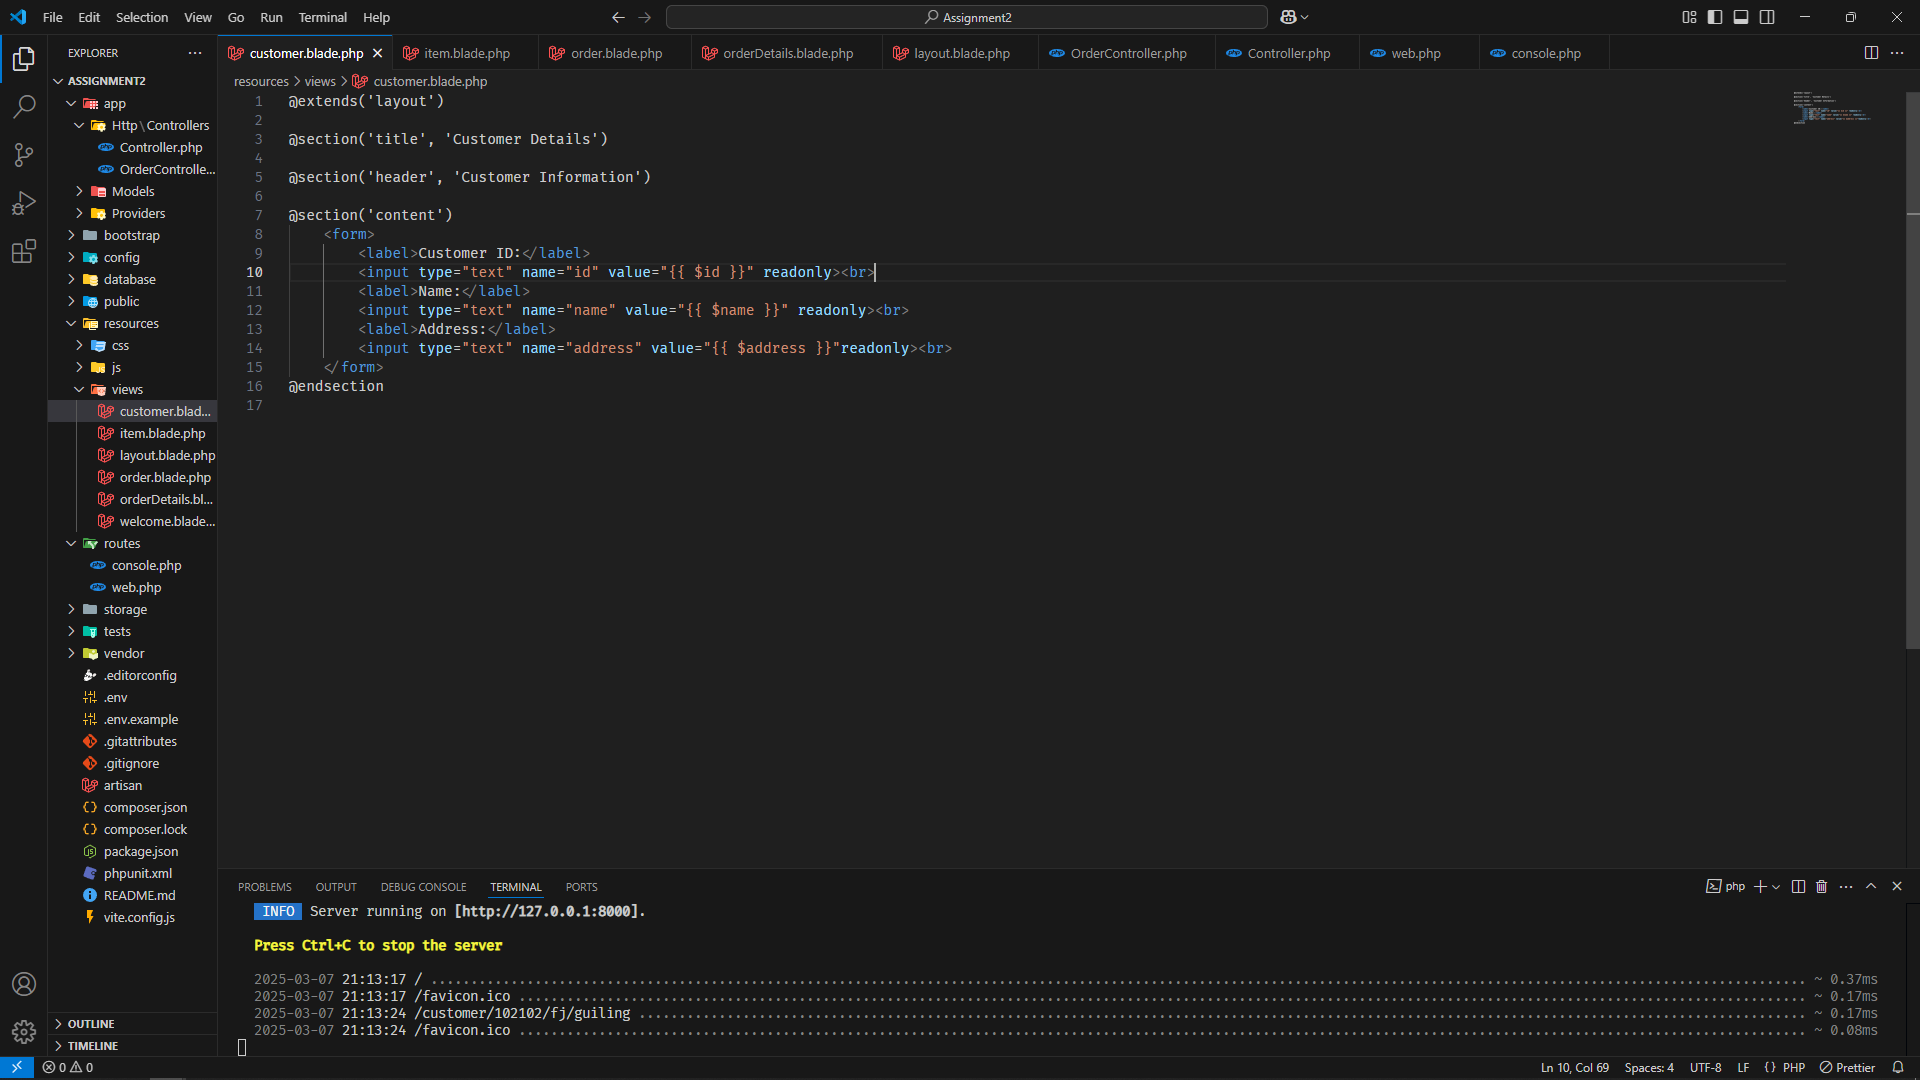 File Edit Selection View Go Run Terminal Help Assignment2
EXPLORER
customer.blade.php item.blade.php order.blade.php orderDetails.blade.php layout.blade.php OrderController.php Controller.php web.php console.php
resources > views > customer.blade.php
ASSIGNMENT2
app
Http \ Controllers
Controller.php
OrderControlle...
Models
Providers
bootstrap
config
database
public
resources
css
js
views
customer.blad...
item.blade.php
layout.blade.php
order.blade.php
orderDetails.bl...
welcome.blade...
routes
console.php
web.php
storage
tests
vendor
.editorconfig
.env
.env.example
.gitattributes
.gitignore
artisan
composer.json
composer.lock
package.json
phpunit.xml
README.md
vite.config.js
OUTLINE
TIMELINE
1 @extends('layout')
2
3 @section('title', 'Customer Details')
4
5 @section('header', 'Customer Information')
6
7 @section('content')
8 <form>
9 <label>Customer ID:</label>
10 <input type="text" name="id" value="{{ $id }}" readonly><br>
11 <label>Name:</label>
12 <input type="text" name="name" value="{{ $name }}" readonly><br>
13 <label>Address:</label>
14 <input type="text" name="address" value="{{ $address }}"readonly><br>
15 </form>
16 @endsection
17
PROBLEMS OUTPUT DEBUG CONSOLE TERMINAL PORTS php
INFO Server running on [http://127.0.0.1:8000].
Press Ctrl+C to stop the server
2025-03-07 21:13:17 / ........ ~ 0.37ms
2025-03-07 21:13:17 /favicon.ico ........ ~ 0.17ms
2025-03-07 21:13:24 /customer/102102/fj/guiling ........ ~ 0.17ms
2025-03-07 21:13:24 /favicon.ico ........ ~ 0.08ms
0 0 Ln 10, Col 69 Spaces: 4 UTF-8 LF {} PHP Prettier